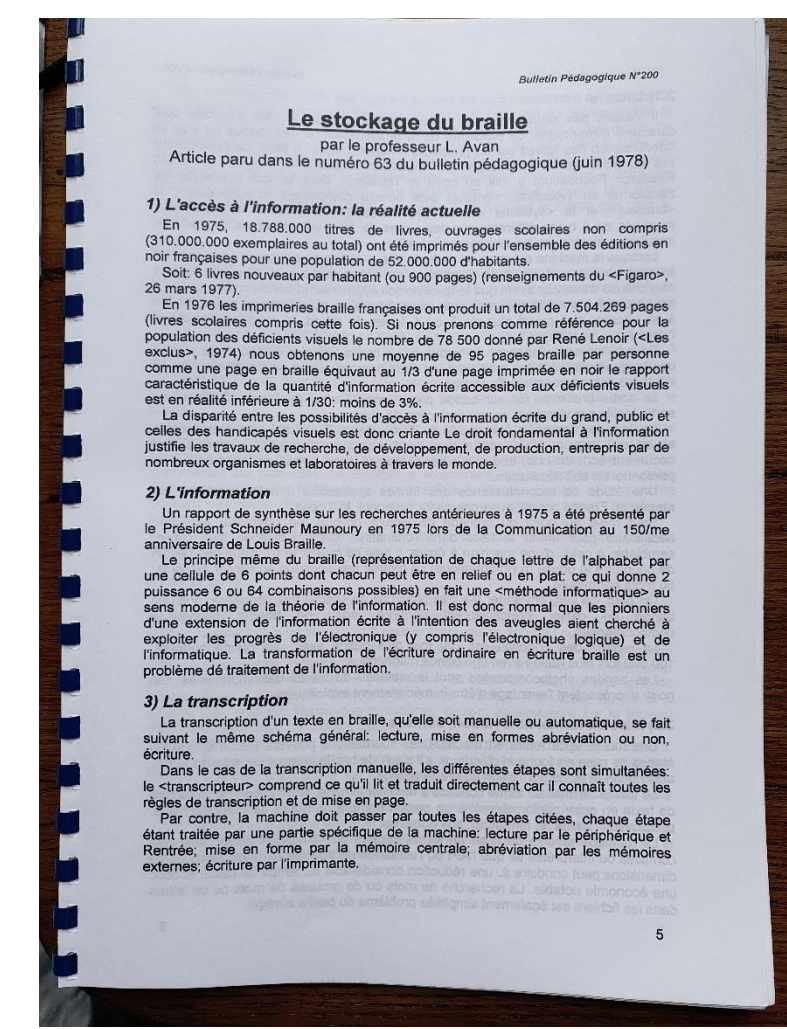 Bulletin Pédagogique N°200
Le stockage du braille
par le professeur L. Avan
Article paru dans le numéro 63 du bulletin pédagogique (juin 1978)
1) L'accès à l'information: la réalité actuelle
En 1975, 18.788.000 titres de livres, ouvrages scolaires non compris
(310.000.000 exemplaires au total) ont été imprimés pour l'ensemble des éditions en
noir françaises pour une population de 52.000.000 d'habitants.
Soit: 6 livres nouveaux par habitant (ou 900 pages) (renseignements du <Figaro>,
26 mars 1977).
En 1976 les imprimeries braille françaises ont produit un total de 7.504.269 pages
(livres scolaires compris cette fois). Si nous prenons comme référence pour la
population des déficients visuels le nombre de 78 500 donné par René Lenoir (<Les
exclus>, 1974) nous obtenons une moyenne de 95 pages braille par personne
comme une page en braille équivaut au 1/3 d'une page imprimée en noir le rapport
caractéristique de la quantité d'information écrite accessible aux déficients visuels
est en réalité inférieure à 1/30: moins de 3%.
La disparité entre les possibilités d'accès à l'information écrite du grand, public et
celles des handicapés visuels est donc criante Le droit fondamental à l'information
justifie les travaux de recherche, de développement, de production, entrepris par de
nombreux organismes et laboratoires à travers le monde.
2) L'information
Un rapport de synthèse sur les recherches antérieures à 1975 a été présenté par
le Président Schneider Maunoury en 1975 lors de la Communication au 150/me
anniversaire de Louis Braille.
Le principe même du braille (représentation de chaque lettre de l'alphabet par
une cellule de 6 points dont chacun peut être en relief ou en plat: ce qui donne 2
puissance 6 ou 64 combinaisons possibles) en fait une <méthode informatique> au
sens moderne de la théorie de l'information. Il est donc normal que les pionniers
d'une extension de l'information écrite à l'intention des aveugles aient cherché à
exploiter les progrès de l'électronique (y compris l'électronique logique) et de
l'informatique. La transformation de l'écriture ordinaire en écriture braille est un
problème dé traitement de l'information.
3) La transcription
La transcription d'un texte en braille, qu'elle soit manuelle ou automatique, se fait
suivant le même schéma général: lecture, mise en formes abréviation ou non,
écriture.
Dans le cas de la transcription manuelle, les différentes étapes sont simultanées:
le <transcripteur> comprend ce qu'il lit et traduit directement car il connaît toutes les
règles de transcription et de mise en page.
Par contre, la machine doit passer par toutes les étapes citées, chaque étape
étant traitée par une partie spécifique de la machine: lecture par le périphérique et
Rentrée; mise en forme par la mémoire centrale; abréviation par les mémoires
externes; écriture par l'imprimante.
5